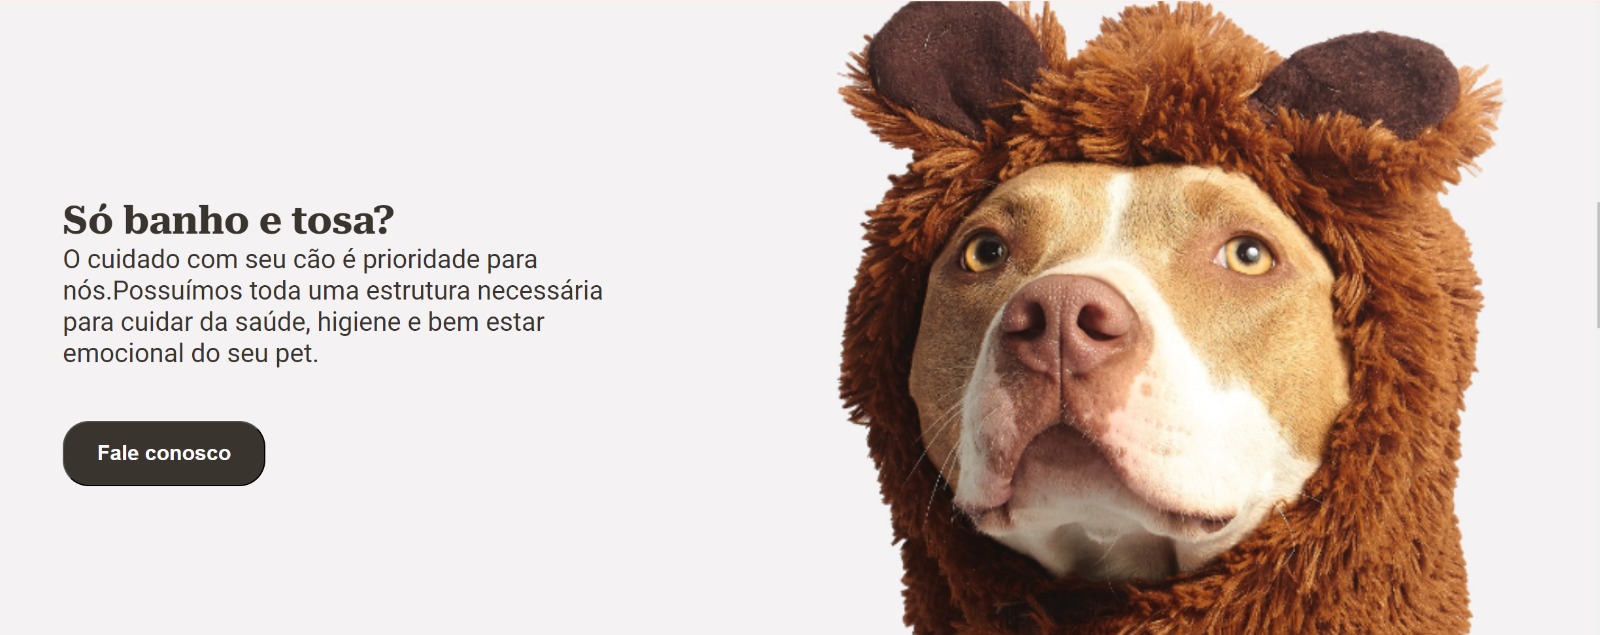 Só banho e tosa?
O cuidado com seu cão é prioridade para
nós.Possuímos toda uma estrutura necessária
para cuidar da saúde, higiene e bem estar
emocional do seu pet.
Fale conosco